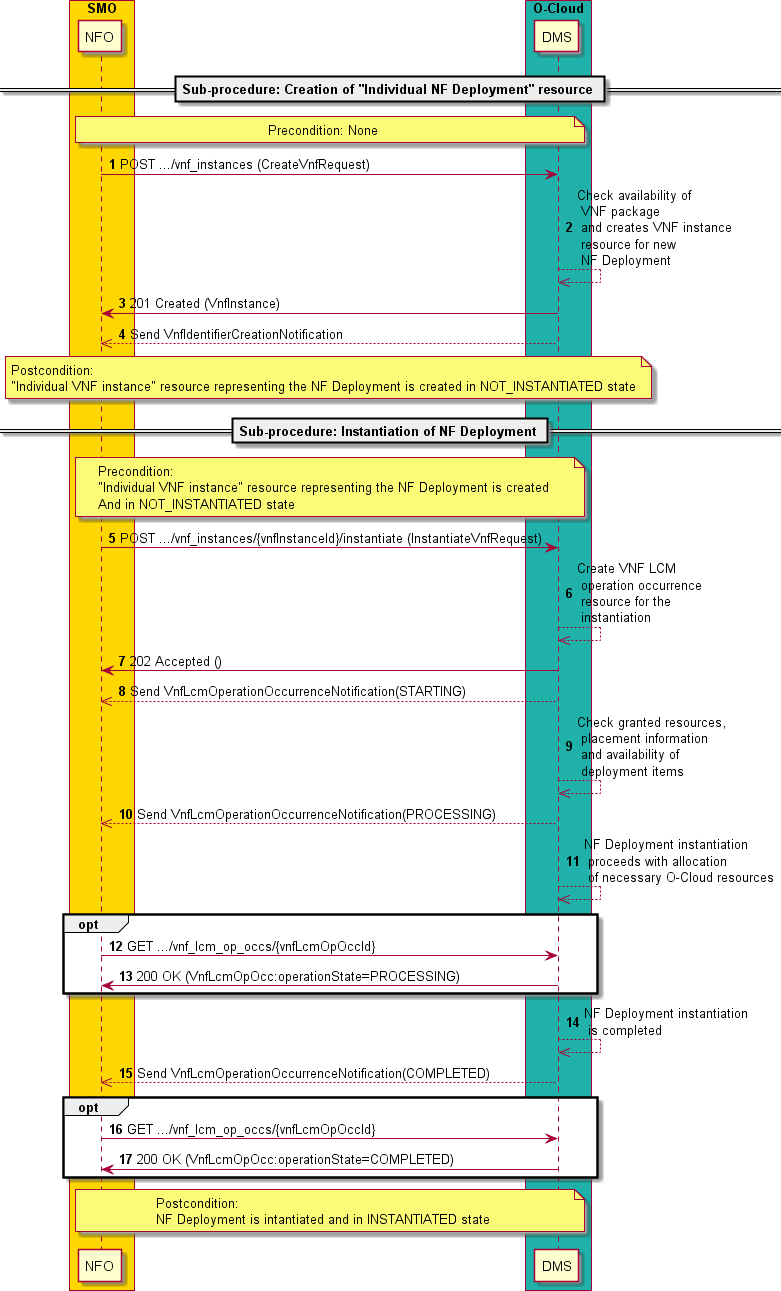 SMO
O-Cloud
NFO
DMS
Sub-procedure: Creation of "Individual NF Deployment" resource
Precondition: None
1 POST .../vnf_instances (CreateVnfRequest)
Check availability of
VNF package
2 and creates VNF instance
resource for new
NF Deployment
3 201 Created (VnfInstance)
4 Send VnfIdentifierCreationNotification
Postcondition:
"Individual VNF instance" resource representing the NF Deployment is created in NOT_INSTANTIATED state
Sub-procedure: Instantiation of NF Deployment
Precondition:
"Individual VNF instance" resource representing the NF Deployment is created
And in NOT_INSTANTIATED state
5 POST .../vnf_instances/{vnfInstanceId}/instantiate (InstantiateVnfRequest)
Create VNF LCM
operation occurrence
6 resource for the
instantiation
7 202 Accepted ()
8 Send VnfLcmOperationOccurrenceNotification(STARTING)
Check granted resources,
placement information
9 and availability of
deployment items
10 Send VnfLcmOperationOccurrenceNotification(PROCESSING)
NF Deployment instantiation
11 proceeds with allocation
of necessary O-Cloud resources
opt
12 GET .../vnf_lcm_op_occs/{vnfLcmOpOccId}
13 200 OK (VnfLcmOpOcc:operationState=PROCESSING)
NF Deployment instantiation
14 is completed
15 Send VnfLcmOperationOccurrenceNotification(COMPLETED)
opt
16 GET .../vnf_lcm_op_occs/{vnfLcmOpOccId}
17 200 OK (VnfLcmOpOcc:operationState=COMPLETED)
Postcondition:
NF Deployment is intantiated and in INSTANTIATED state
NFO
DMS